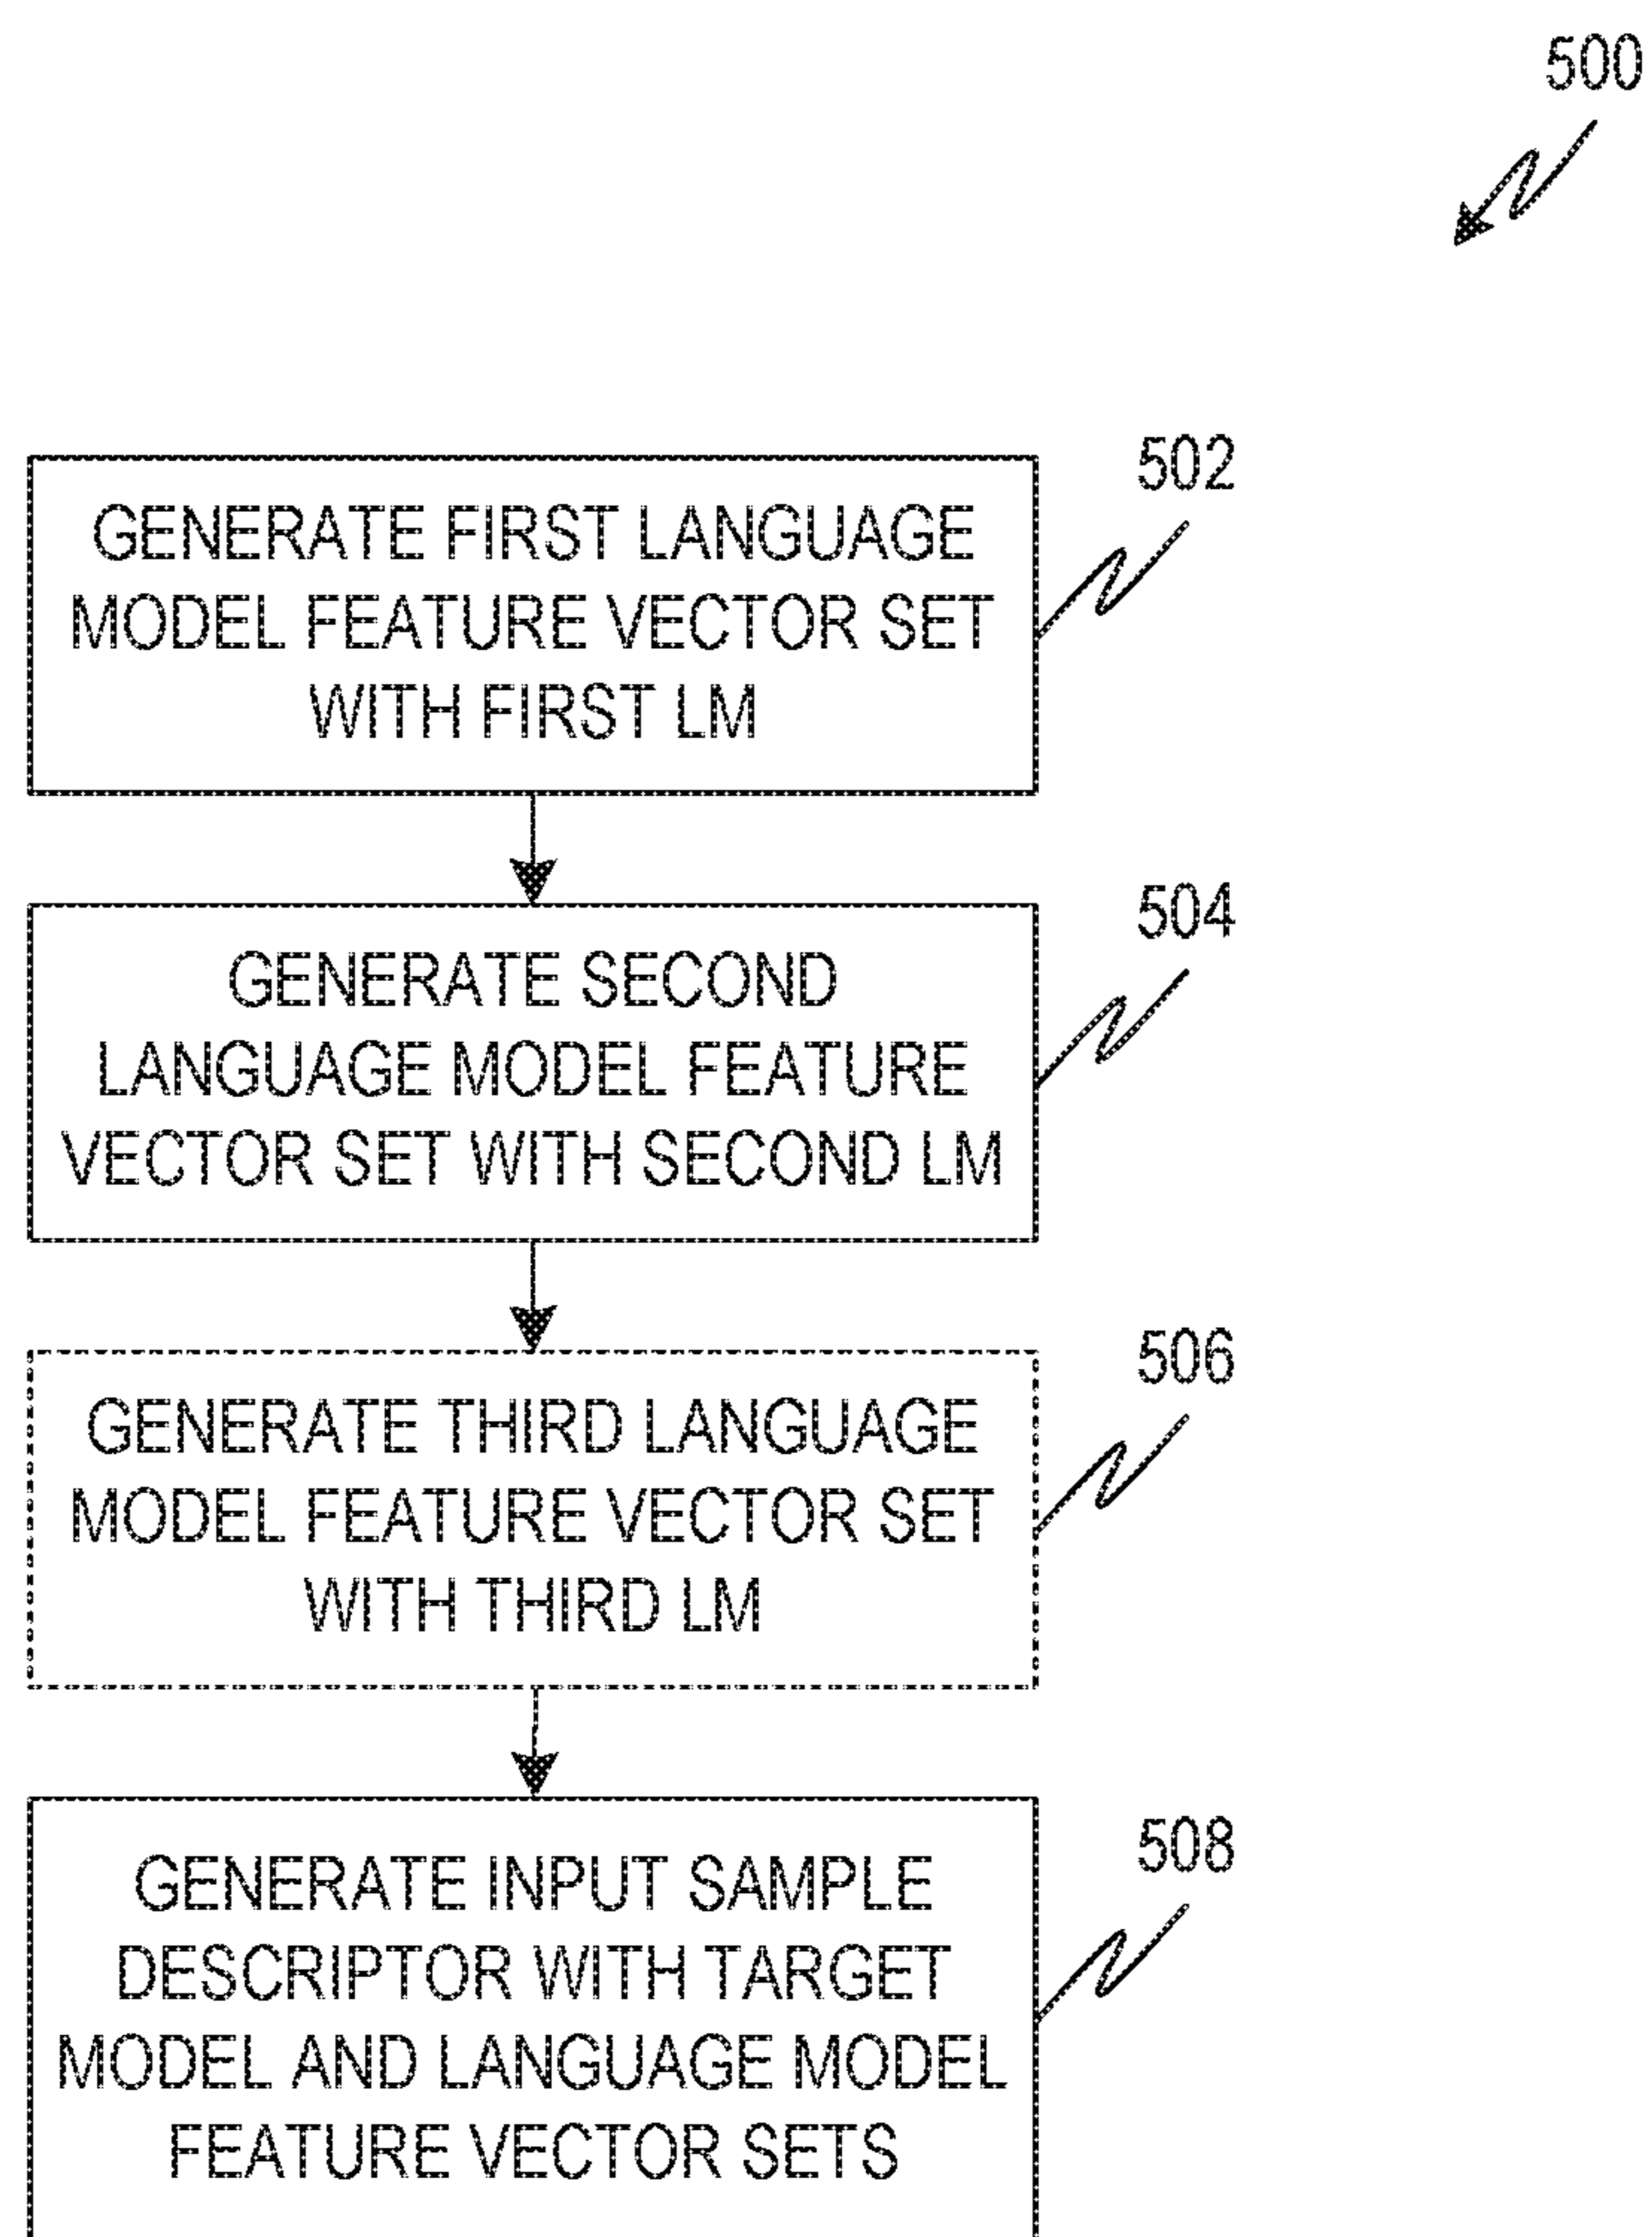 500
502
GENERATE FIRST LANGUAGE
MODEL FEATURE VECTOR SET
WITH FIRST LM
504
GENERATE SECOND
LANGUAGE MODEL FEATURE
VECTOR SET WITH SECOND LM
506
GENERATE THIRD LANGUAGE
MODEL FEATURE VECTOR SET
WITH THIRD LM
508
GENERATE INPUT SAMPLE
DESCRIPTOR WITH TARGET
MODEL AND LANGUAGE MODEL
FEATURE VECTOR SETS